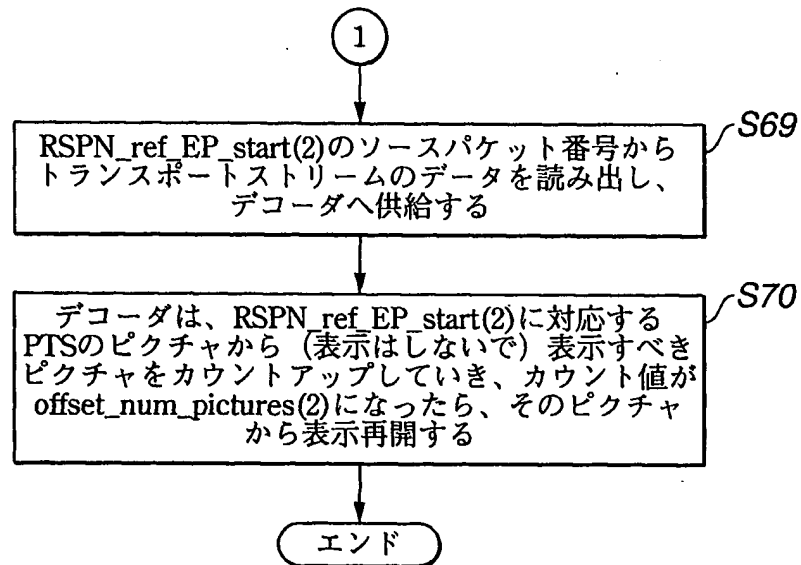 1
S69
RSPN_ref_EP_start(2)のソースパケット番号から
トランスポートストリームのデータを読み出し、
デコーダへ供給する
S70
デコーダは、RSPN_ref_EP_start(2)に対応する
PTSのピクチャから（表示はしないで）表示すべき
ピクチャをカウントアップしていき、カウント値が
offset_num_pictures(2)になったら、そのピクチャ
から表示再開する
エンド